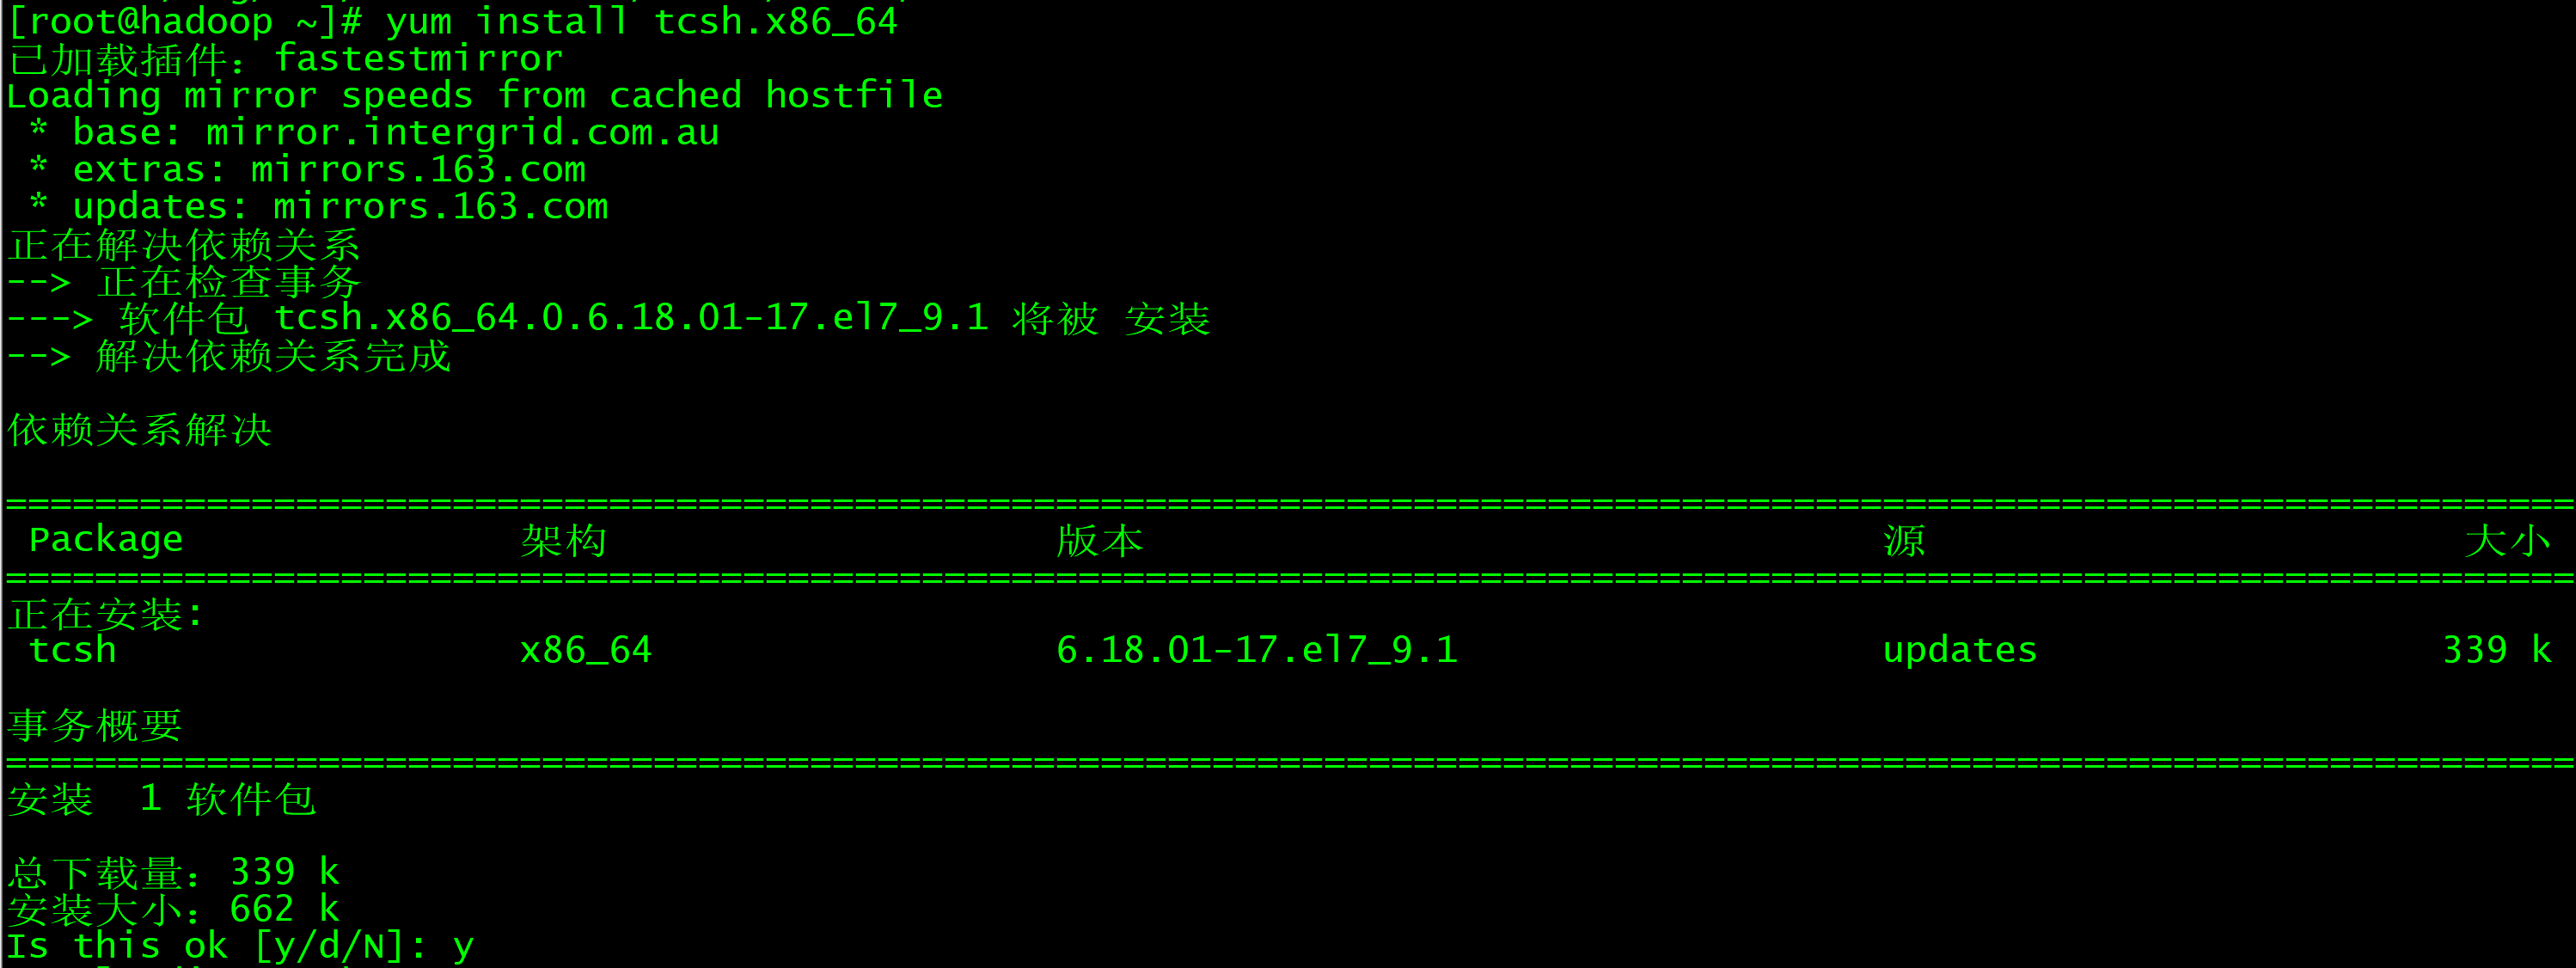 [root@hadoop ~]# yum install tcsh.x86_64
已加载插件：fastestmirror
Loading mirror speeds from cached hostfile
 * base: mirror.intergrid.com.au
 * extras: mirrors.163.com
 * updates: mirrors.163.com
正在解决依赖关系
--> 正在检查事务
---> 软件包 tcsh.x86_64.0.6.18.01-17.el7_9.1 将被 安装
--> 解决依赖关系完成

依赖关系解决

===================================================================================================================
 Package 架构 版本 源 大小
===================================================================================================================
正在安装:
 tcsh x86_64 6.18.01-17.el7_9.1 updates 339 k

事务概要
===================================================================================================================
安装  1 软件包

总下载量：339 k
安装大小：662 k
Is this ok [y/d/N]: y